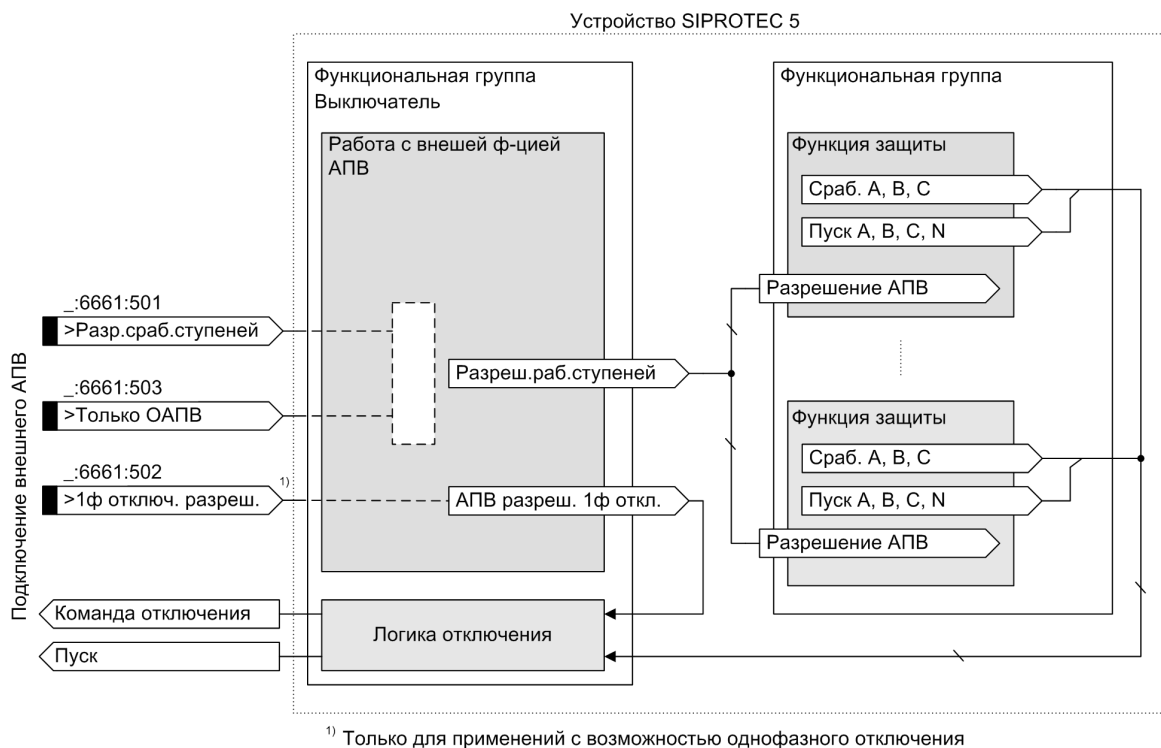 Устройство SIPROTEC 5
Функциональная группа
Выключатель
Работа с внешей ф-цией
АПВ
Функциональная группа
Функция защиты
Сраб. A, B, C
Пуск A, B, C, N
Разрешение АПВ
Подключение внешнего АПВ
_:6661:501
>Разр.сраб.ступеней
_:6661:503
>Только ОАПВ
_:6661:502
>1ф отключ. разреш.
1)
Разреш.раб.ступеней
АПВ разреш. 1ф откл.
Функция защиты
Сраб. A, B, C
Пуск A, B, C, N
Разрешение АПВ
Команда отключения
Пуск
Логика отключения
1) Только для применений с возможностью однофазного отключения